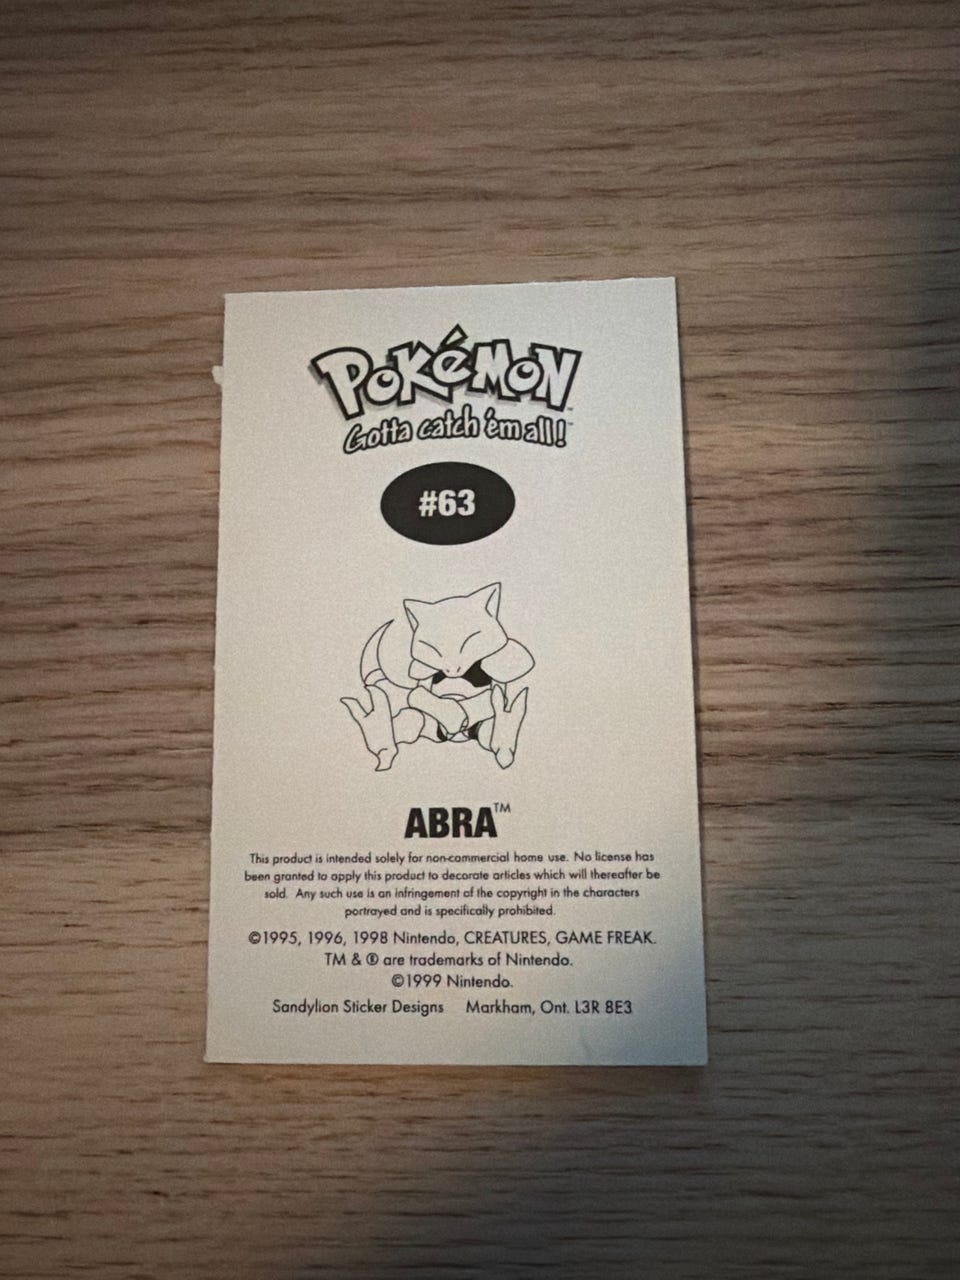 POKéMON™
Gotta catch 'em all!™
#63
ABRA™
This product is intended solely for non-commercial home use. No license has
been granted to apply this product to decorate articles which will thereafter be
sold. Any such use is an infringement of the copyright in the characters
portrayed and is specifically prohibited.
©1995, 1996, 1998 Nintendo, CREATURES, GAME FREAK.
TM & ® are trademarks of Nintendo.
©1999 Nintendo.
Sandylion Sticker Designs Markham, Ont. L3R 8E3